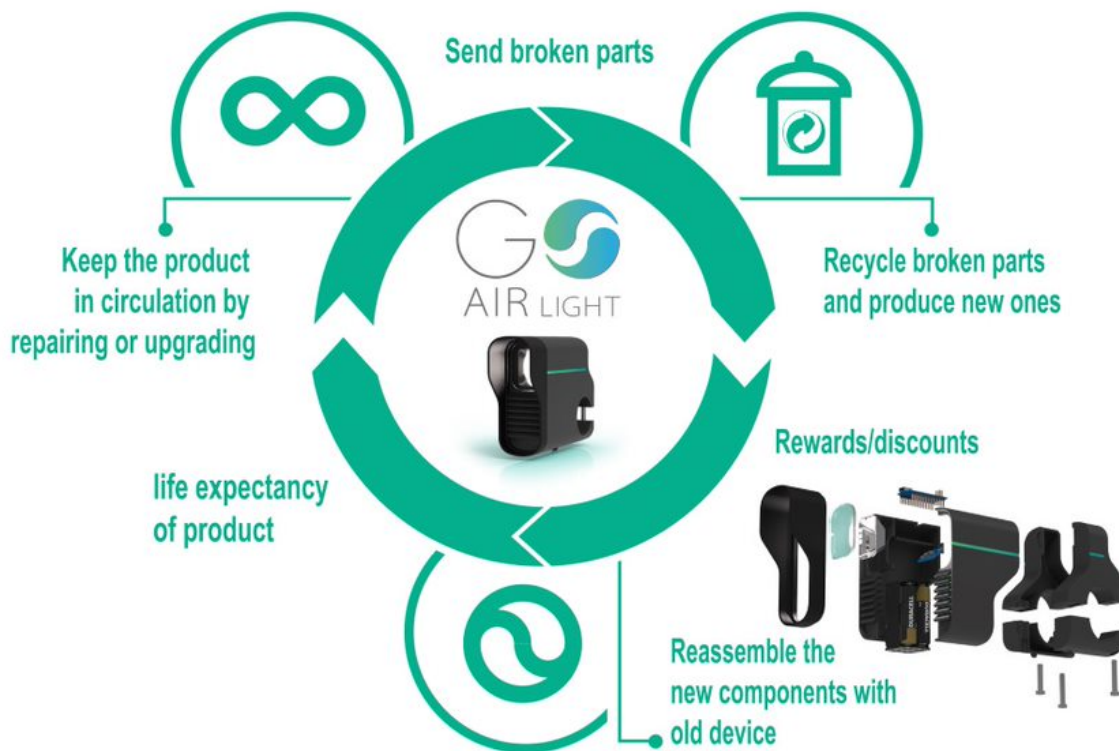 Send broken parts
Keep the product
in circulation by
repairing or upgrading
Recycle broken parts
and produce new ones
GO
AIR LIGHT
Rewards/discounts
life expectancy
of product
DURACELL
Reassemble the
new components with
old device